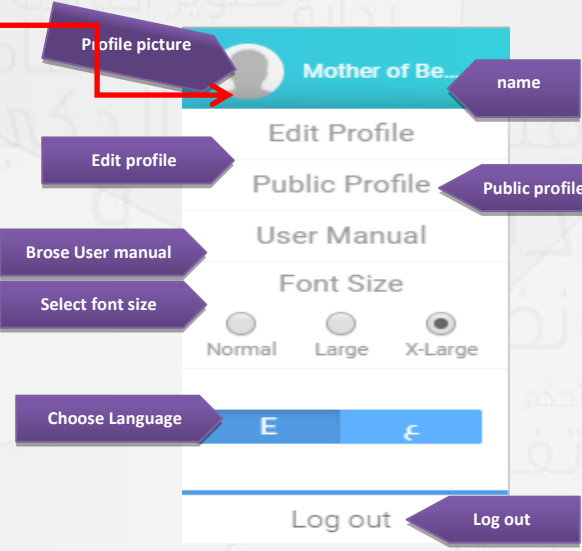 Profile picture
Mother of Be...
name
Edit Profile
Edit profile
Public Profile
Public profile
User Manual
Brose User manual
Font Size
Select font size
Normal Large X-Large
Choose Language
E ع
Log out
Log out